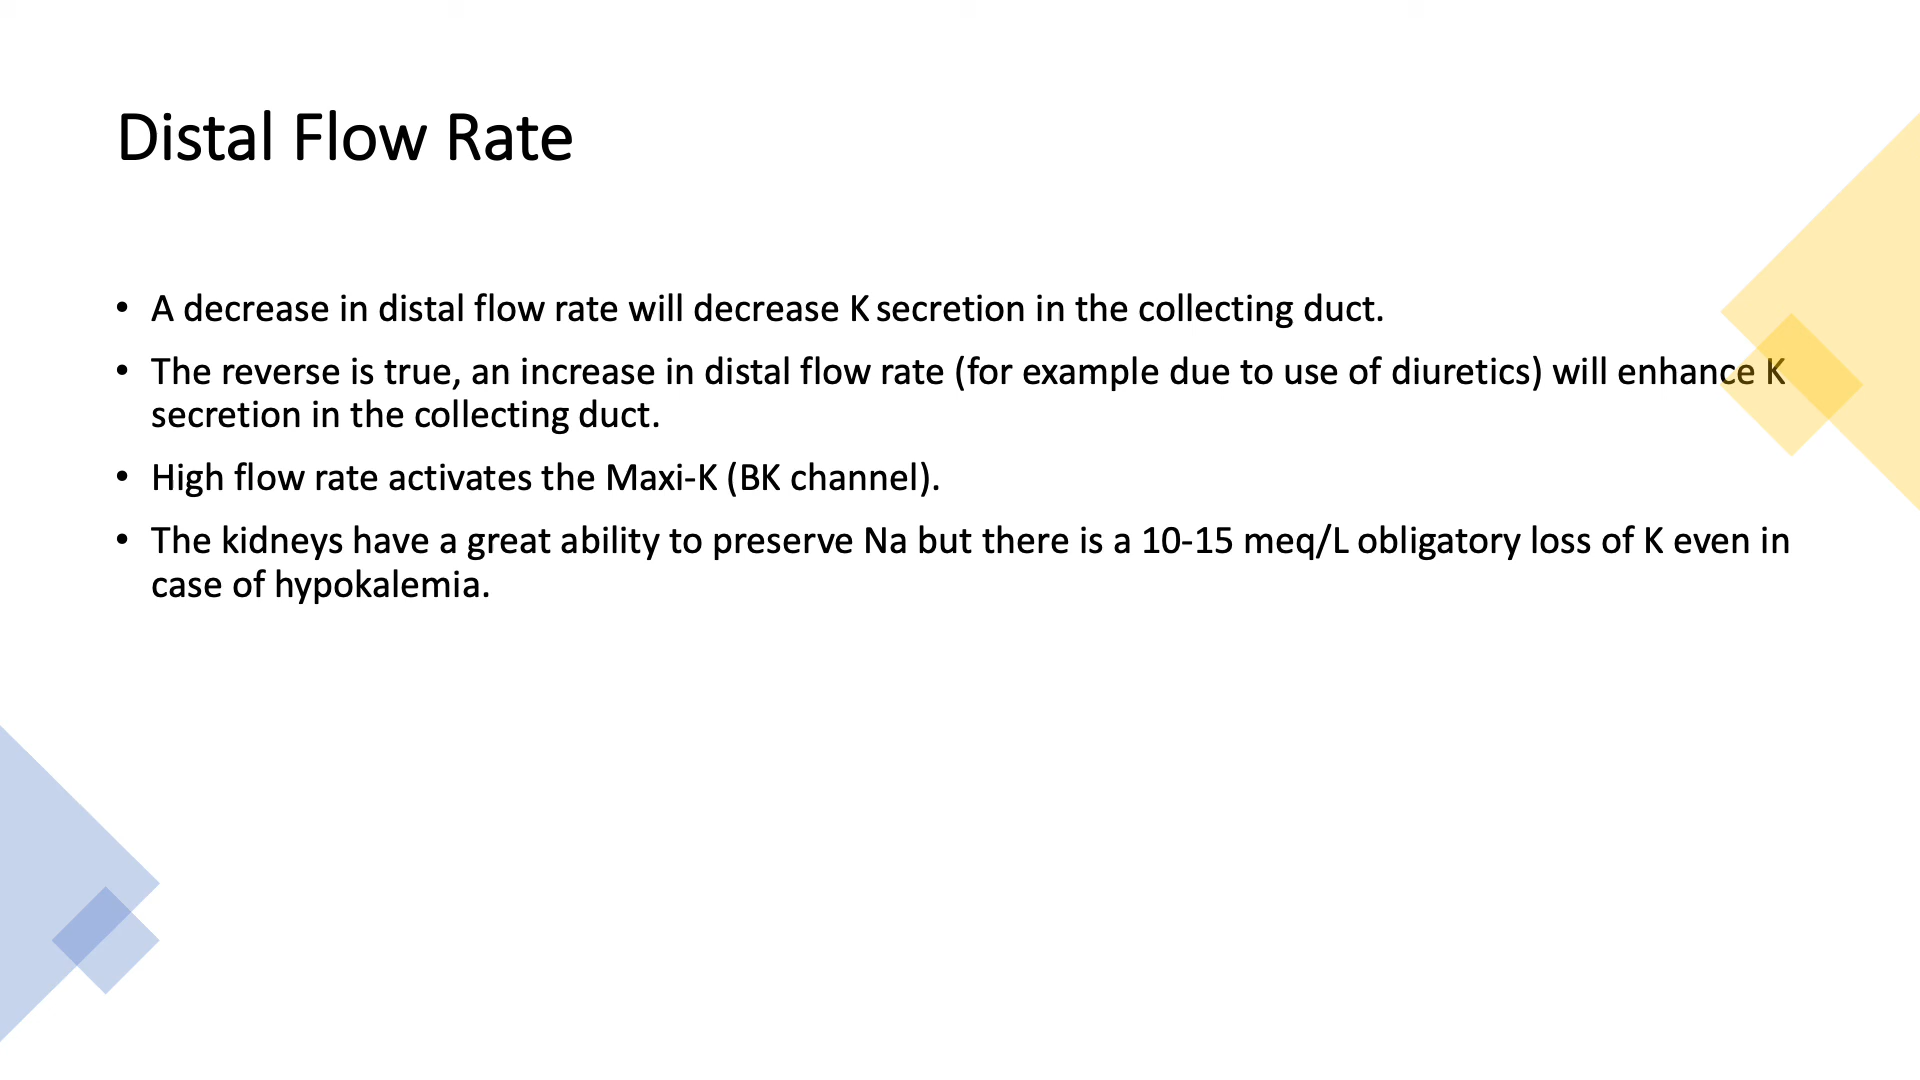 Distal Flow Rate
• A decrease in distal flow rate will decrease K secretion in the collecting duct.
• The reverse is true, an increase in distal flow rate (for example due to use of diuretics) will enhance K
secretion in the collecting duct.
• High flow rate activates the Maxi-K (BK channel).
• The kidneys have a great ability to preserve Na but there is a 10-15 meq/L obligatory loss of K even in
case of hypokalemia.